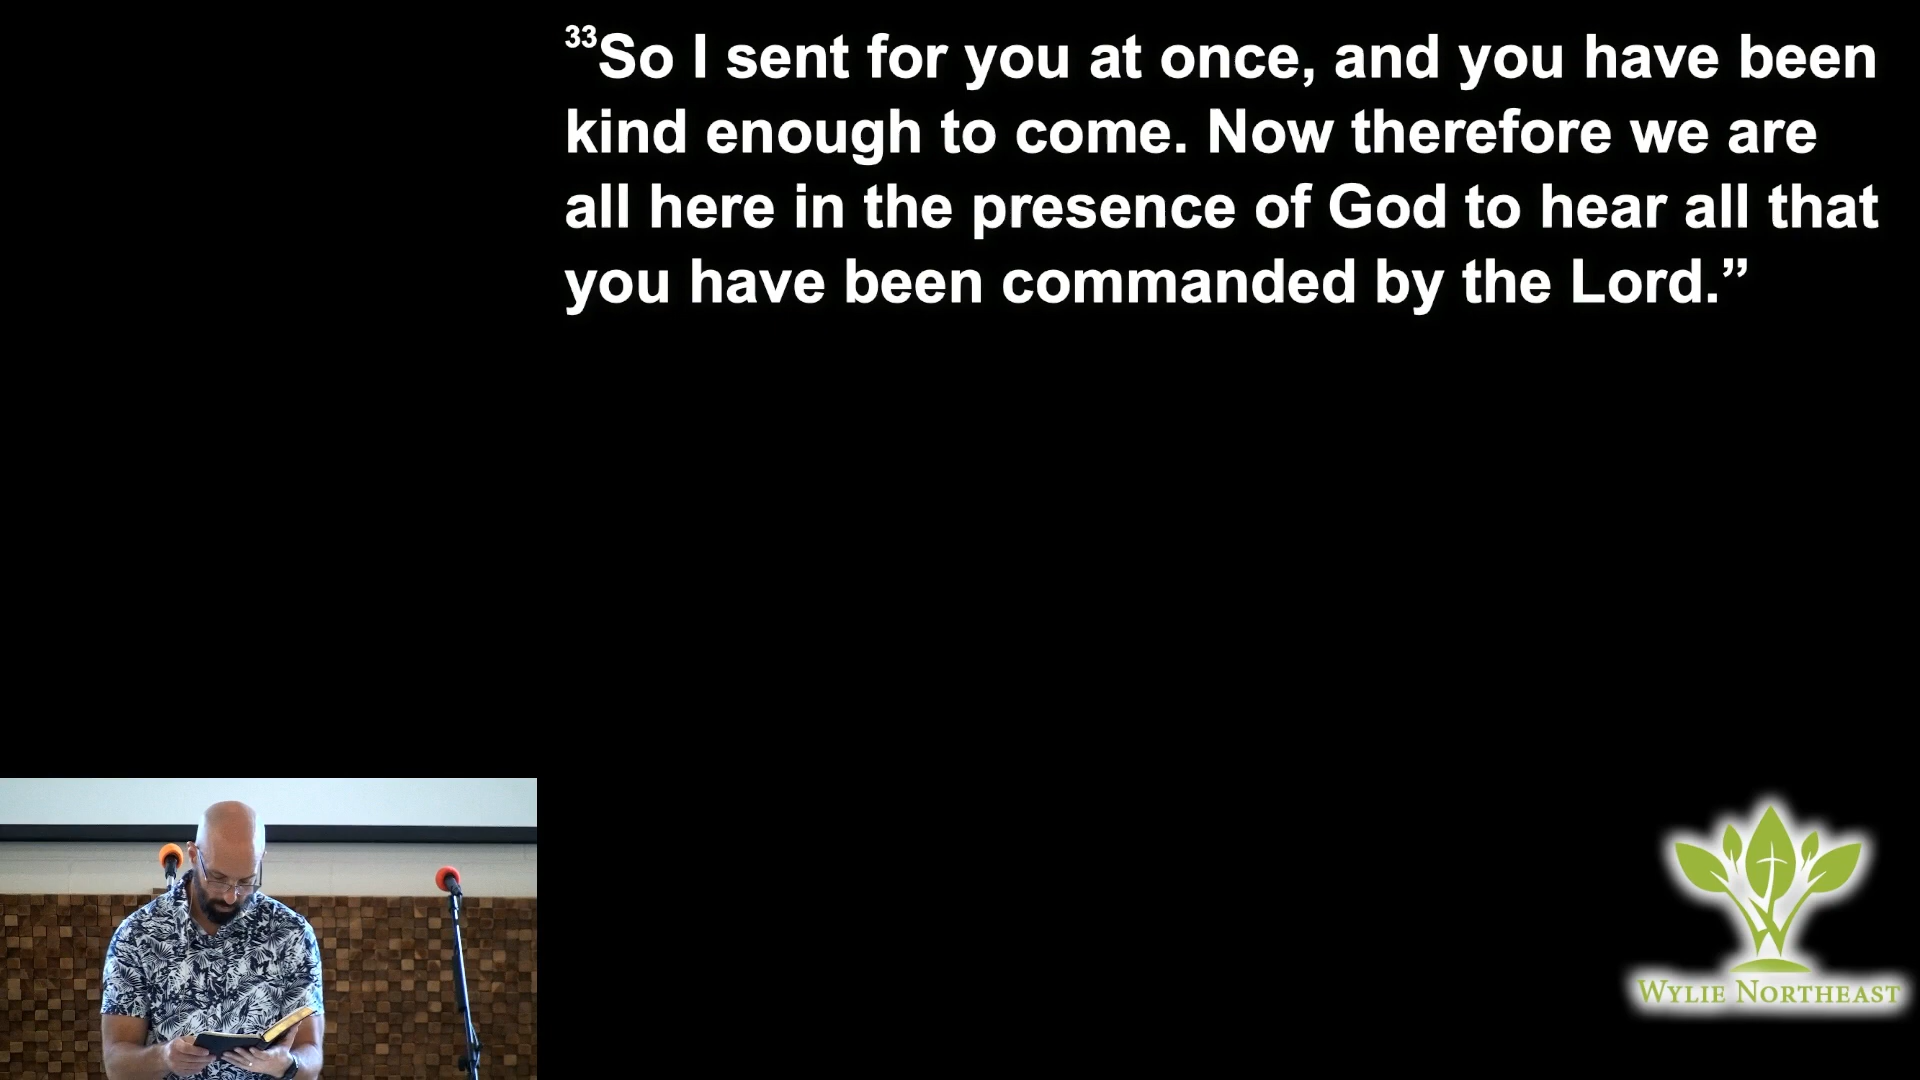 ³³So I sent for you at once, and you have been
kind enough to come. Now therefore we are
all here in the presence of God to hear all that
you have been commanded by the Lord.”
WYLIE NORTHEAST